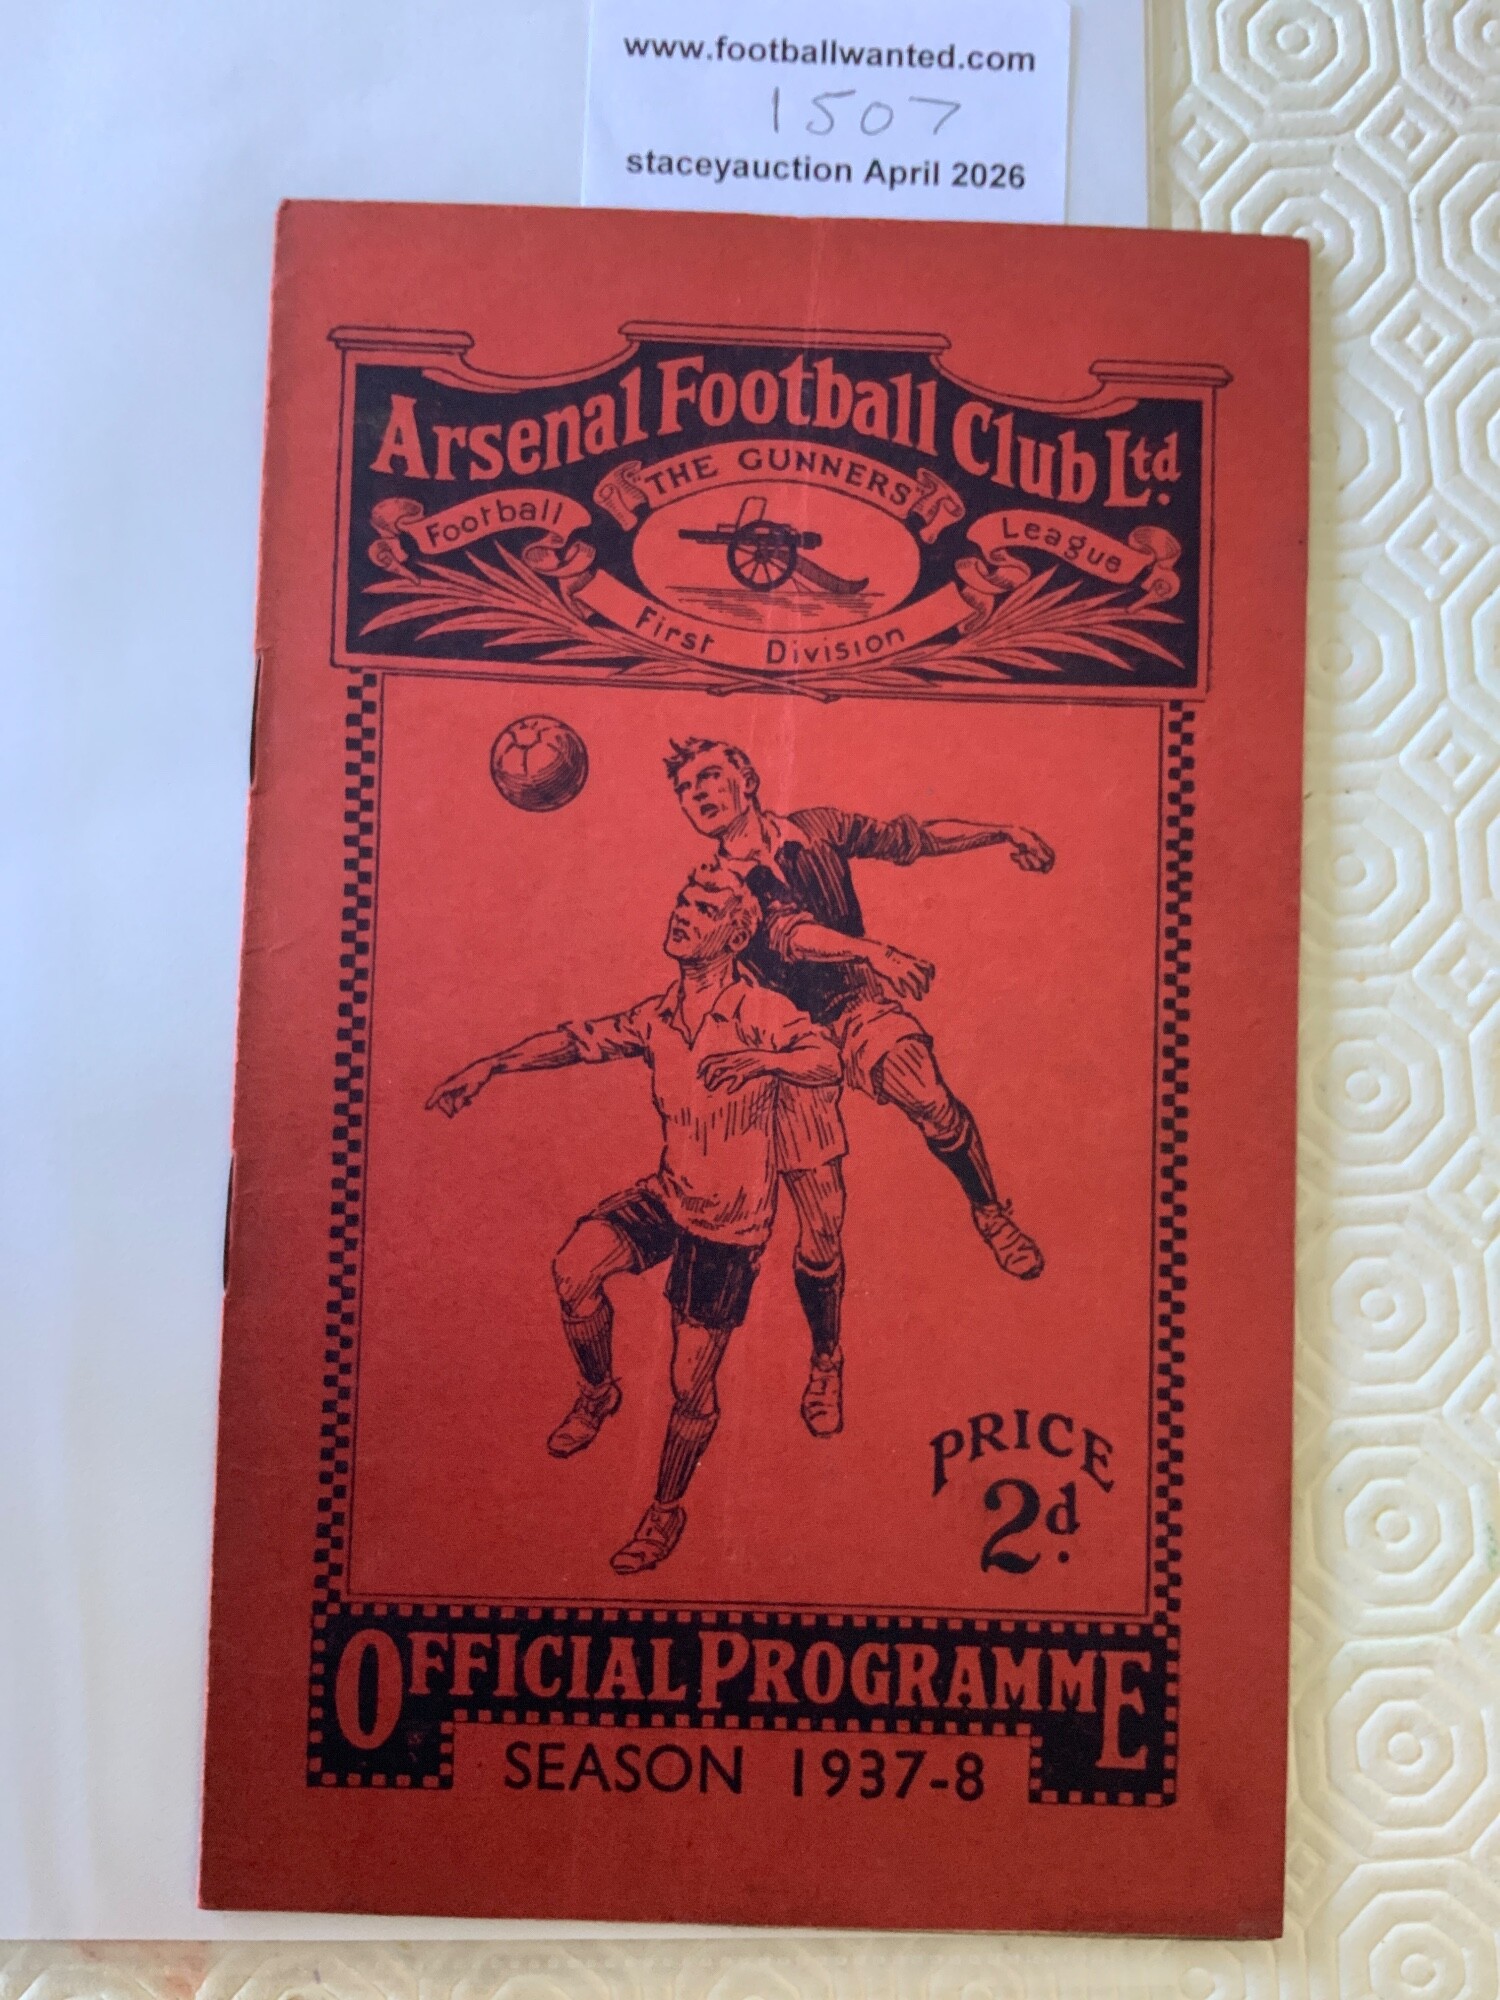 www.footballwanted.com
1507
staceyauction April 2026
Arsenal Football Club Ltd.
"THE GUNNERS"
Football League
First Division
PRICE
2d.
OFFICIAL PROGRAMME
SEASON 1937-8